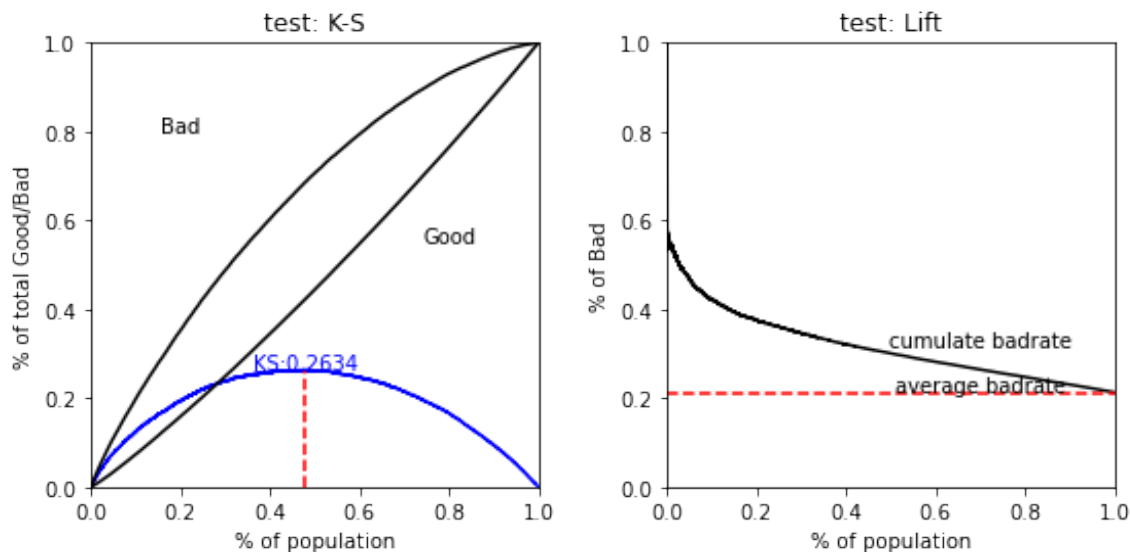 test: K-S
1.0
0.8
0.6
0.4
0.2
0.0
% of total Good/Bad
Bad
Good
KS:0.2634
0.0
0.2
0.4
0.6
0.8
1.0
% of population
test: Lift
1.0
0.8
0.6
0.4
0.2
0.0
% of Bad
cumulate badrate
average badrate
0.0
0.2
0.4
0.6
0.8
1.0
% of population